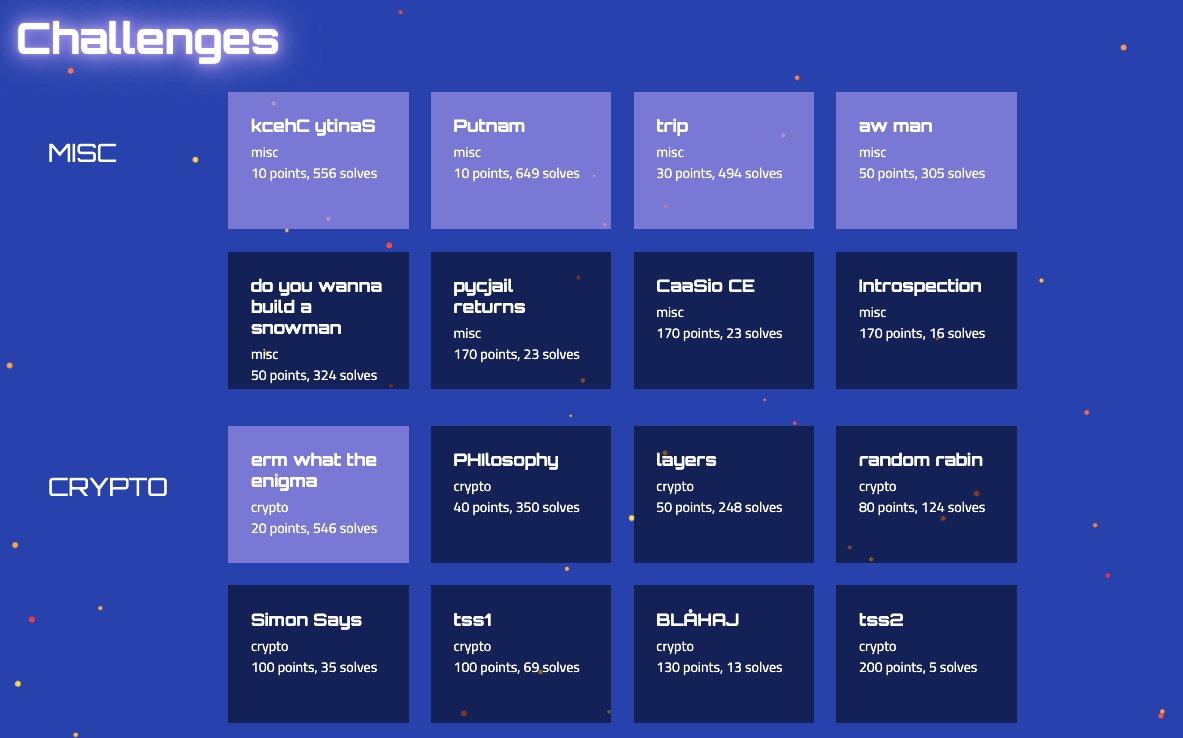 Challenges
MISC
kcehC ytinaS
misc
10 points, 556 solves
Putnam
misc
10 points, 649 solves
trip
misc
30 points, 494 solves
aw man
misc
50 points, 305 solves
do you wanna
build a
snowman
misc
50 points, 324 solves
pycjail
returns
misc
170 points, 23 solves
CaaSio CE
misc
170 points, 23 solves
Introspection
misc
170 points, 16 solves
CRYPTO
erm what the
enigma
crypto
20 points, 546 solves
PHIlosophy
crypto
40 points, 350 solves
layers
crypto
50 points, 248 solves
random rabin
crypto
80 points, 124 solves
Simon Says
crypto
100 points, 35 solves
tss1
crypto
100 points, 69 solves
BLÅHAJ
crypto
130 points, 13 solves
tss2
crypto
200 points, 5 solves